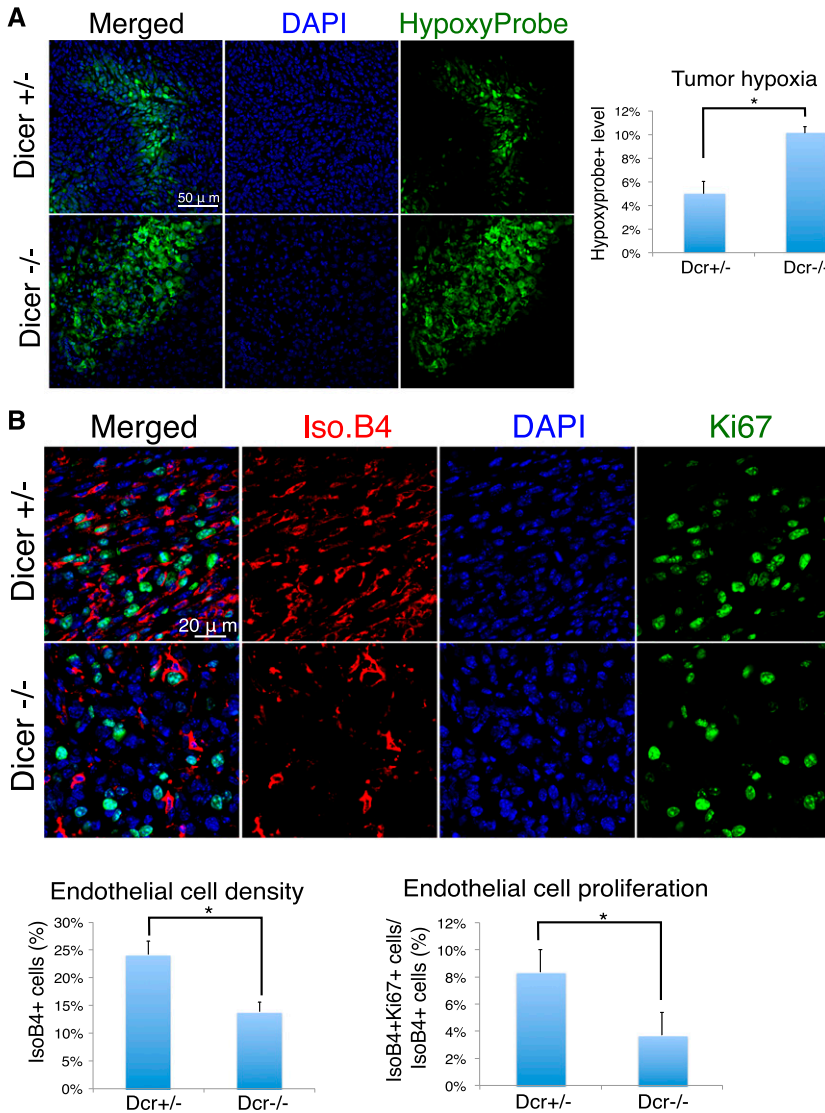 A
Merged DAPI HypoxyProbe
Dicer +/-
50 μ m
Dicer -/-
Tumor hypoxia
*
Hypoxyprobe+ level
12%
10%
8%
6%
4%
2%
0%
Dcr+/- Dcr-/-
B
Merged Iso.B4 DAPI Ki67
Dicer +/-
20 μ m
Dicer -/-
Endothelial cell density
*
IsoB4+ cells (%)
30%
25%
20%
15%
10%
5%
0%
Dcr+/- Dcr-/-
Endothelial cell proliferation
*
IsoB4+Ki67+ cells/
IsoB4+ cells (%)
12%
10%
8%
6%
4%
2%
0%
Dcr+/- Dcr-/-